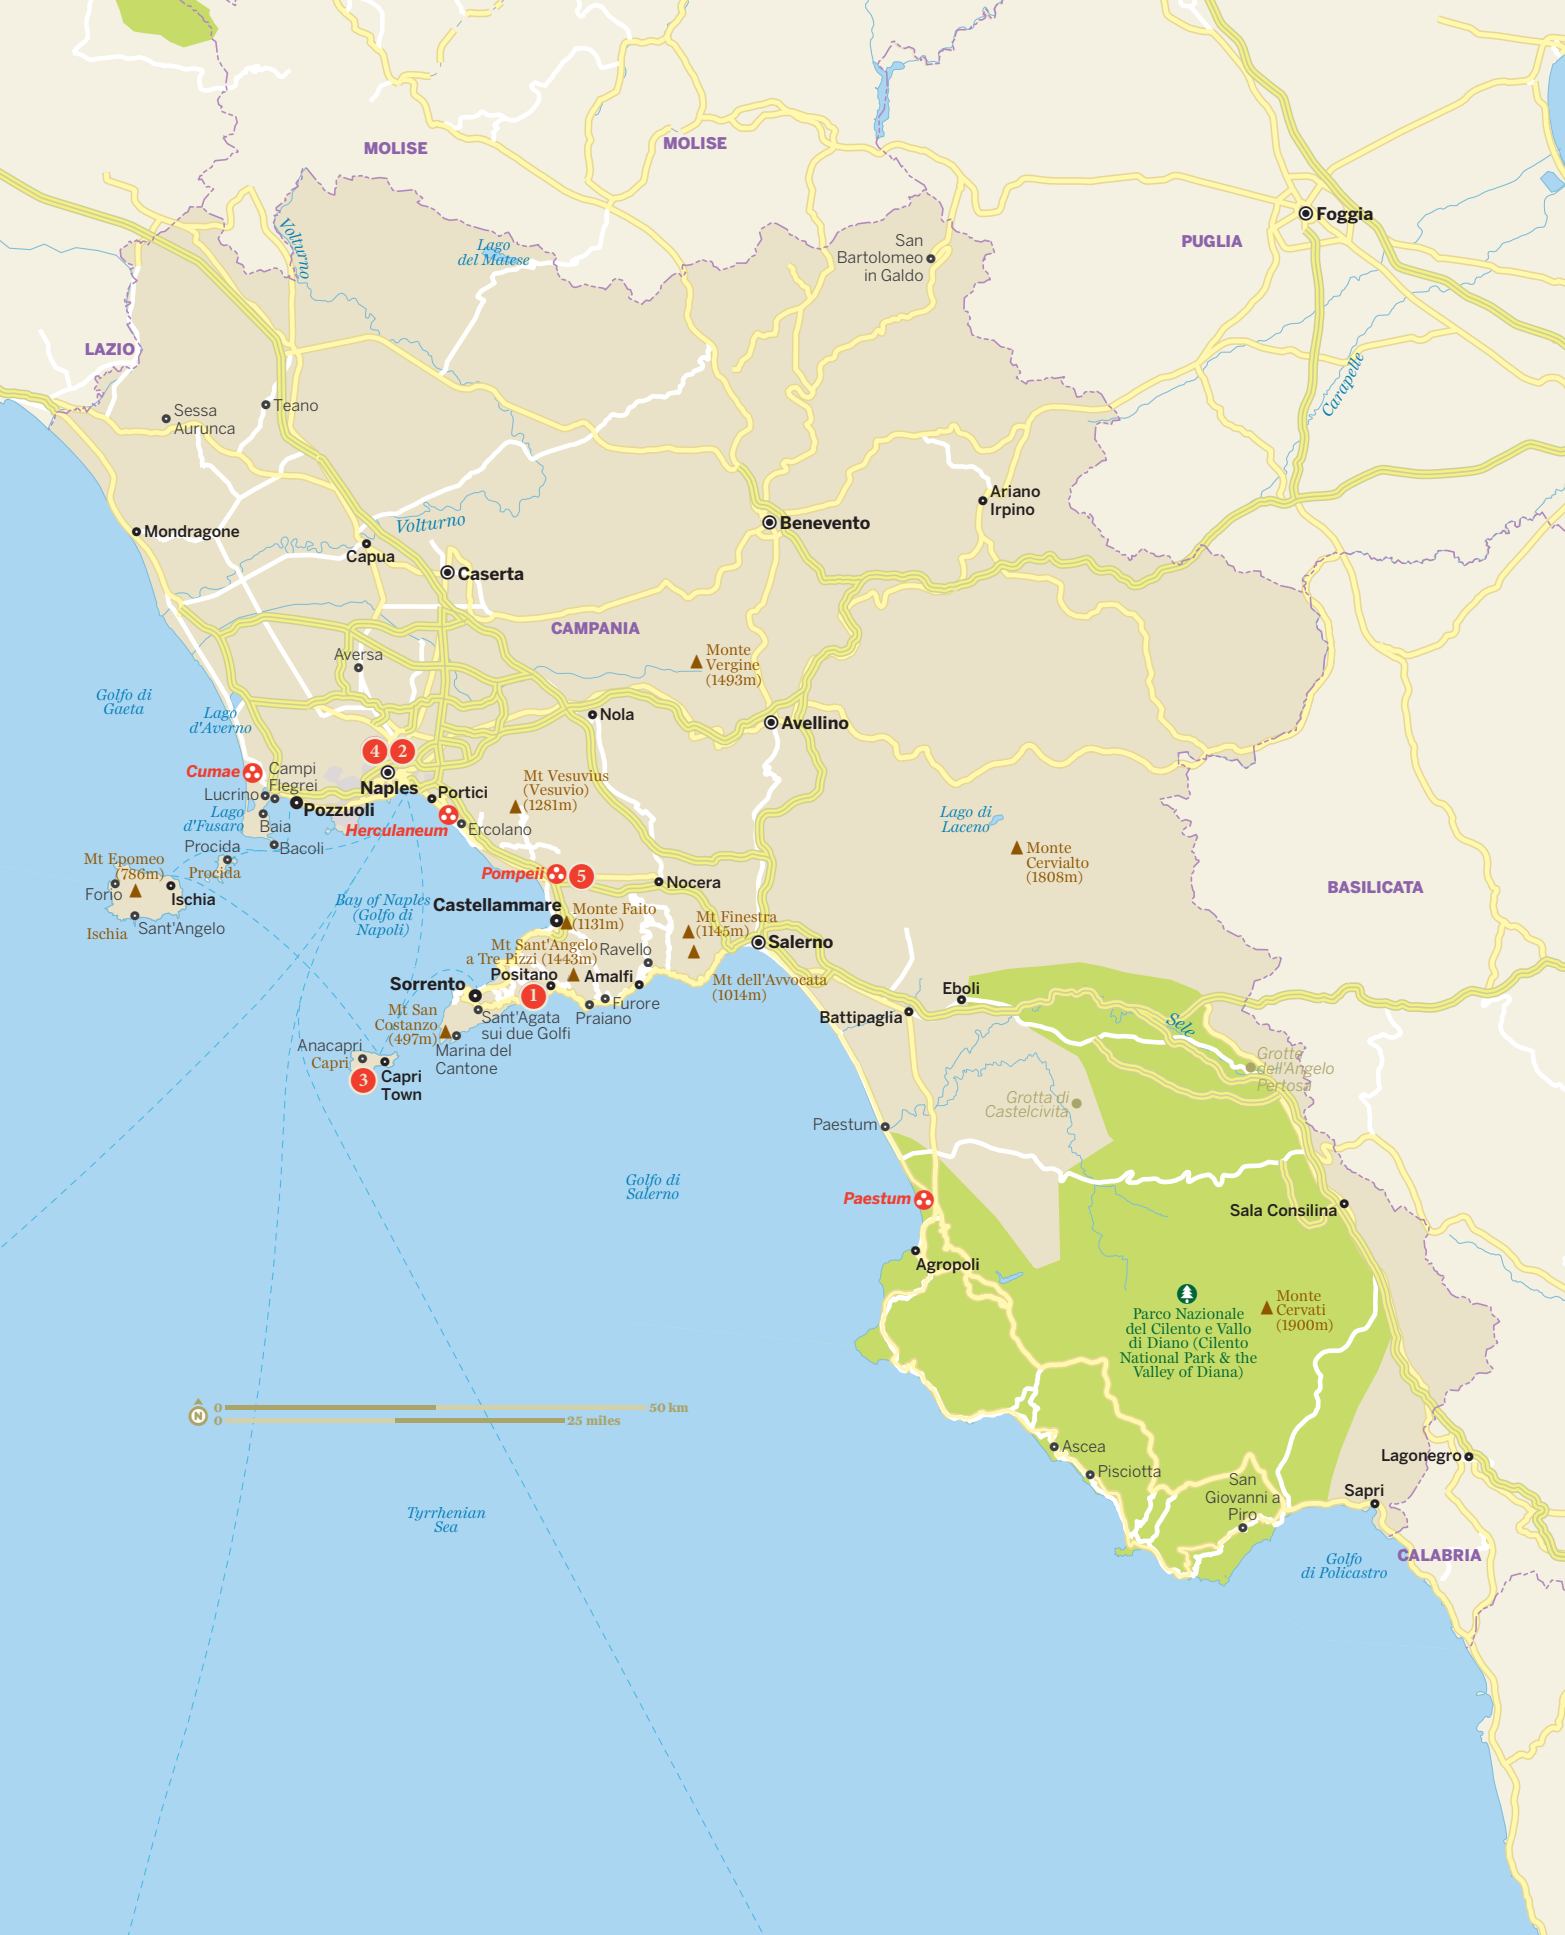 MOLISE
MOLISE
Foggia
PUGLIA
Volturno
Lago
del Matese
San
Bartolomeo
in Galdo
LAZIO
Carapelle
Sessa
Aurunca
Teano
Ariano
Irpino
Mondragone
Volturno
Benevento
Capua
Caserta
CAMPANIA
Aversa
Monte
Vergine
(1493m)
Golfo di
Gaeta
Lago
d'Averno
Nola
Avellino
4
2
Cumae
Campi
Flegrei
Naples
Mt Vesuvius
(Vesuvio)
(1281m)
Lucrino
Pozzuoli
Portici
Lago
d'Fusaro
Baia
Herculaneum
Ercolano
Lago di
Laceno
Bacoli
Procida
Procida
Monte
Cervialto
(1808m)
Mt Epomeo
(786m)
Forio
Ischia
Sant'Angelo
Ischia
Pompeii
5
Nocera
BASILICATA
Bay of Naples
(Golfo di
Napoli)
Castellammare
Monte Faito
(1131m)
Mt Finestra
(1145m)
Salerno
Mt Sant'Angelo
a Tre Pizzi (1443m)
Ravello
Positano
Amalfi
Mt dell'Avvocata
(1014m)
Sorrento
1
Furore
Praiano
Eboli
Battipaglia
Sele
Mt San
Costanzo
(497m)
Sant'Agata
sui due Golfi
Marina del
Cantone
Anacapri
Capri
3
Capri
Town
Grotte
dell'Angelo
Pertosa
Grotta di
Castelcivita
Paestum
Golfo di
Salerno
Paestum
Sala Consilina
Agropoli
Parco Nazionale
del Cilento e Vallo
di Diano (Cilento
National Park & the
Valley of Diana)
Monte
Cervati
(1900m)
N
0
50 km
0
25 miles
Ascea
Pisciotta
Lagonegro
San
Giovanni a
Piro
Sapri
Tyrrhenian
Sea
Golfo
di Policastro
CALABRIA